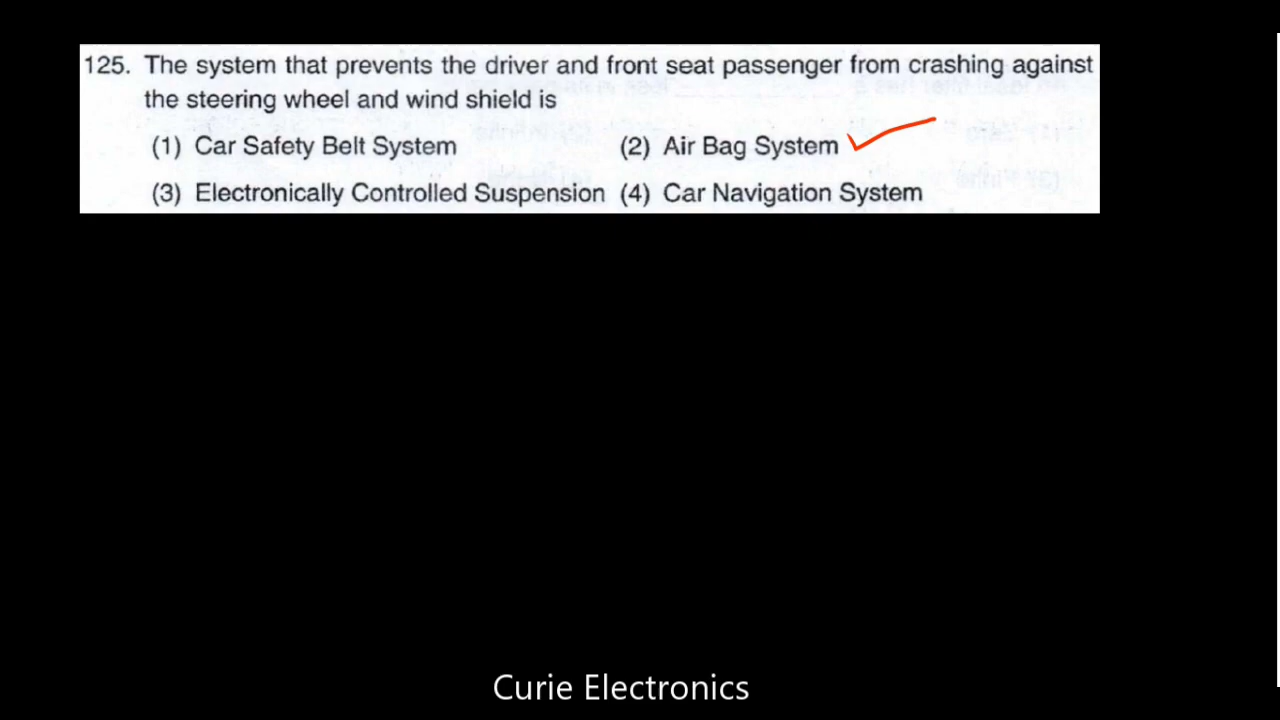 125. The system that prevents the driver and front seat passenger from crashing against
the steering wheel and wind shield is
(1) Car Safety Belt System (2) Air Bag System
(3) Electronically Controlled Suspension (4) Car Navigation System
Curie Electronics